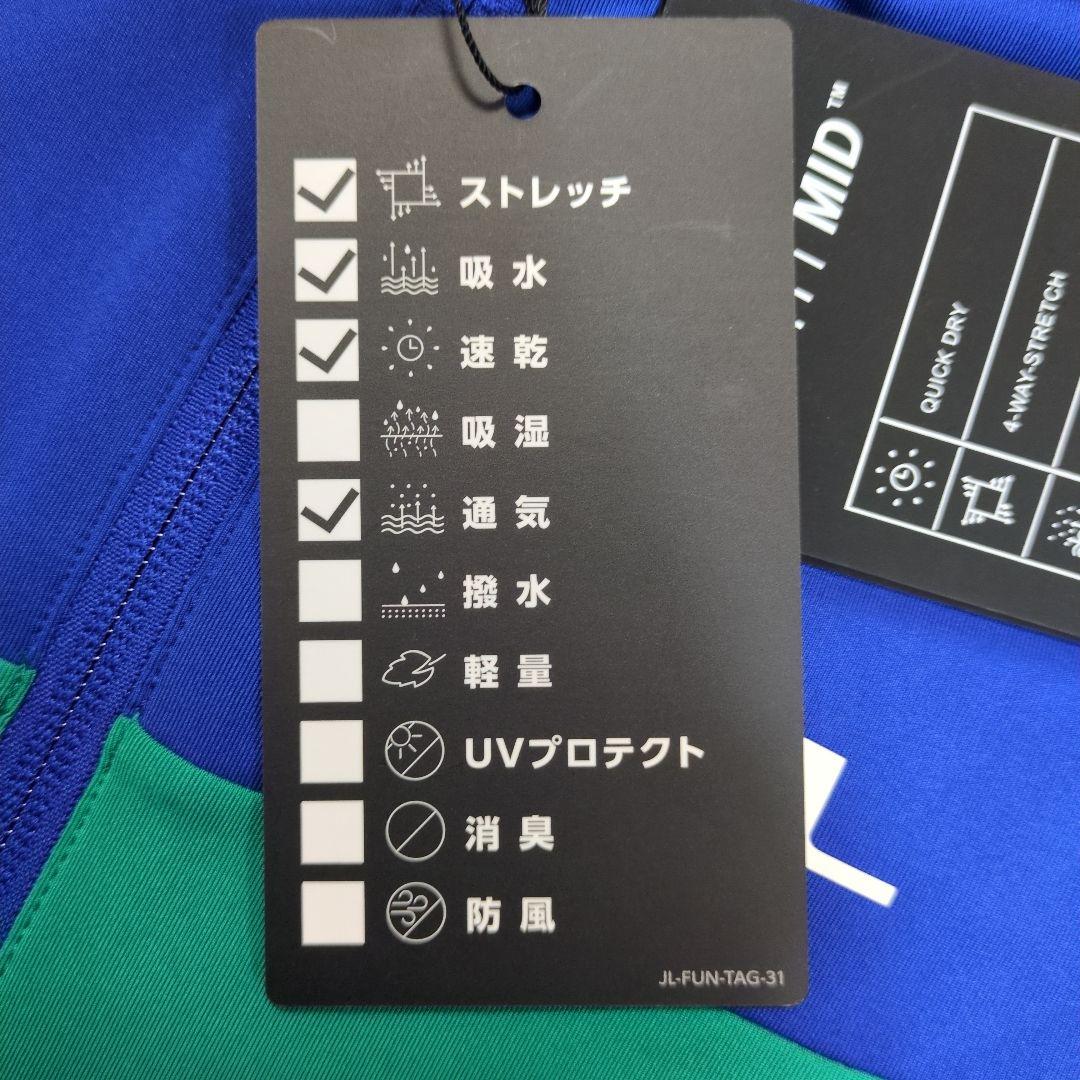 ストレッチ
吸水
速乾
吸湿
通気
撥水
軽量
UVプロテクト
消臭
防風
JL-FUN-TAG-31
MID™
QUICK DRY
4-WAY-STRETCH